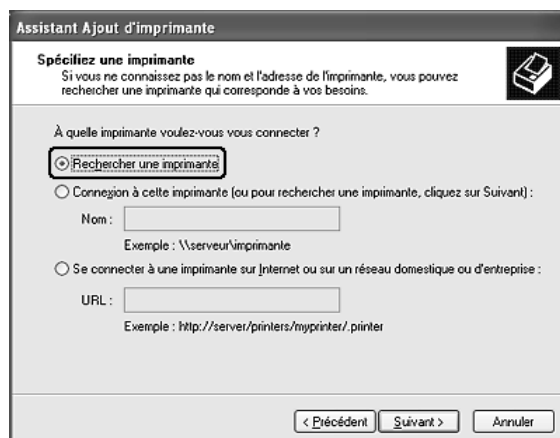 Assistant Ajout d'imprimante
Spécifiez une imprimante
Si vous ne connaissez pas le nom et l'adresse de l'imprimante, vous pouvez
rechercher une imprimante qui corresponde à vos besoins.
À quelle imprimante voulez-vous vous connecter ?
Rechercher une imprimante
Connexion à cette imprimante (ou pour rechercher une imprimante, cliquez sur Suivant) :
Nom :
Exemple : \\serveur\imprimante
Se connecter à une imprimante sur Internet ou sur un réseau domestique ou d'entreprise :
URL :
Exemple : http://server/printers/myprinter/.printer
< Précédent Suivant > Annuler